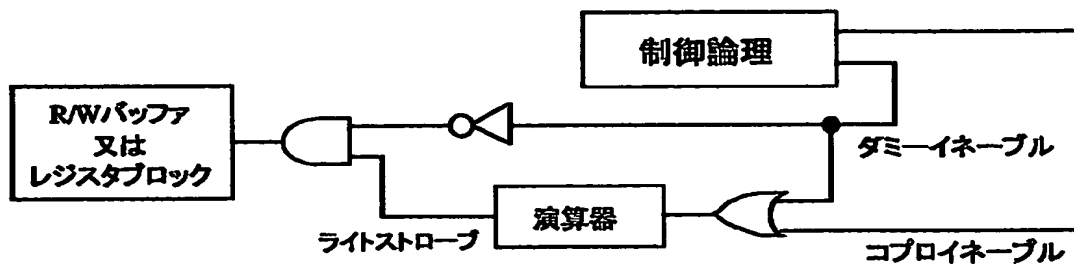 制御論理
R/Wバッファ
又は
レジスタブロック
ダミーイネーブル
演算器
ライトストローブ
コプロイネーブル